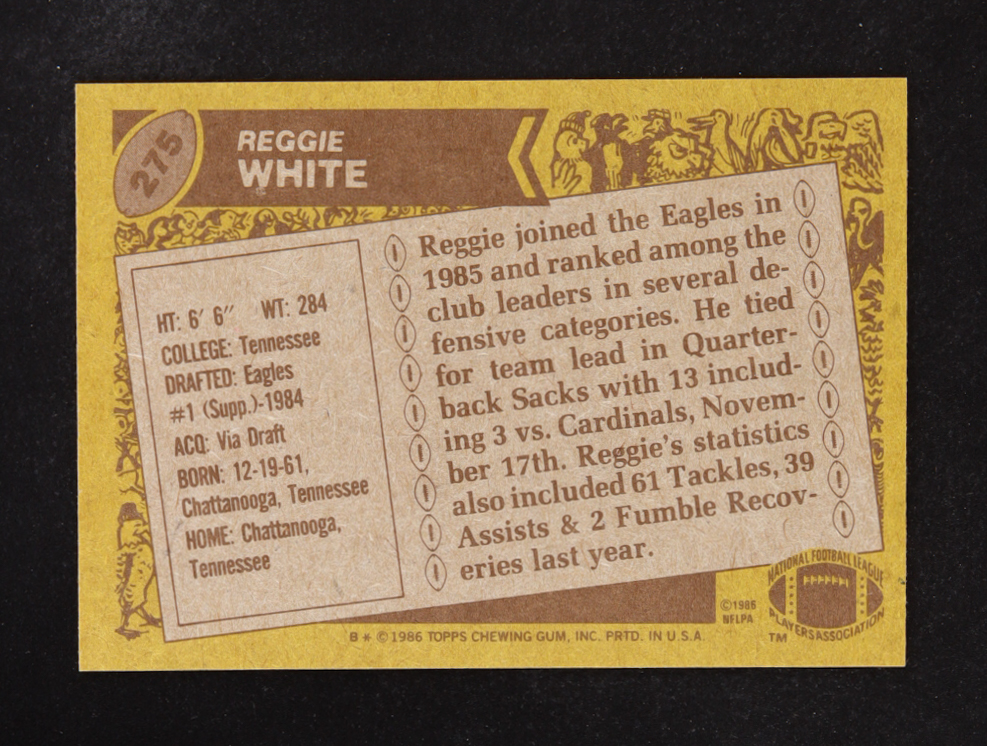 275
REGGIE
WHITE
HT: 6' 6" WT: 284
COLLEGE: Tennessee
DRAFTED: Eagles
#1 (Supp.)-1984
ACQ: Via Draft
BORN: 12-19-61,
Chattanooga, Tennessee
HOME: Chattanooga,
Tennessee
Reggie joined the Eagles in
1985 and ranked among the
club leaders in several de-
fensive categories. He tied
for team lead in Quarter-
back Sacks with 13 includ-
ing 3 vs. Cardinals, Novem-
ber 17th. Reggie's statistics
also included 61 Tackles, 39
Assists & 2 Fumble Recov-
eries last year.
B * © 1986 TOPPS CHEWING GUM, INC. PRTD. IN U.S.A.
©1986
NFLPA
NATIONAL FOOTBALL LEAGUE
PLAYERS ASSOCIATION
TM